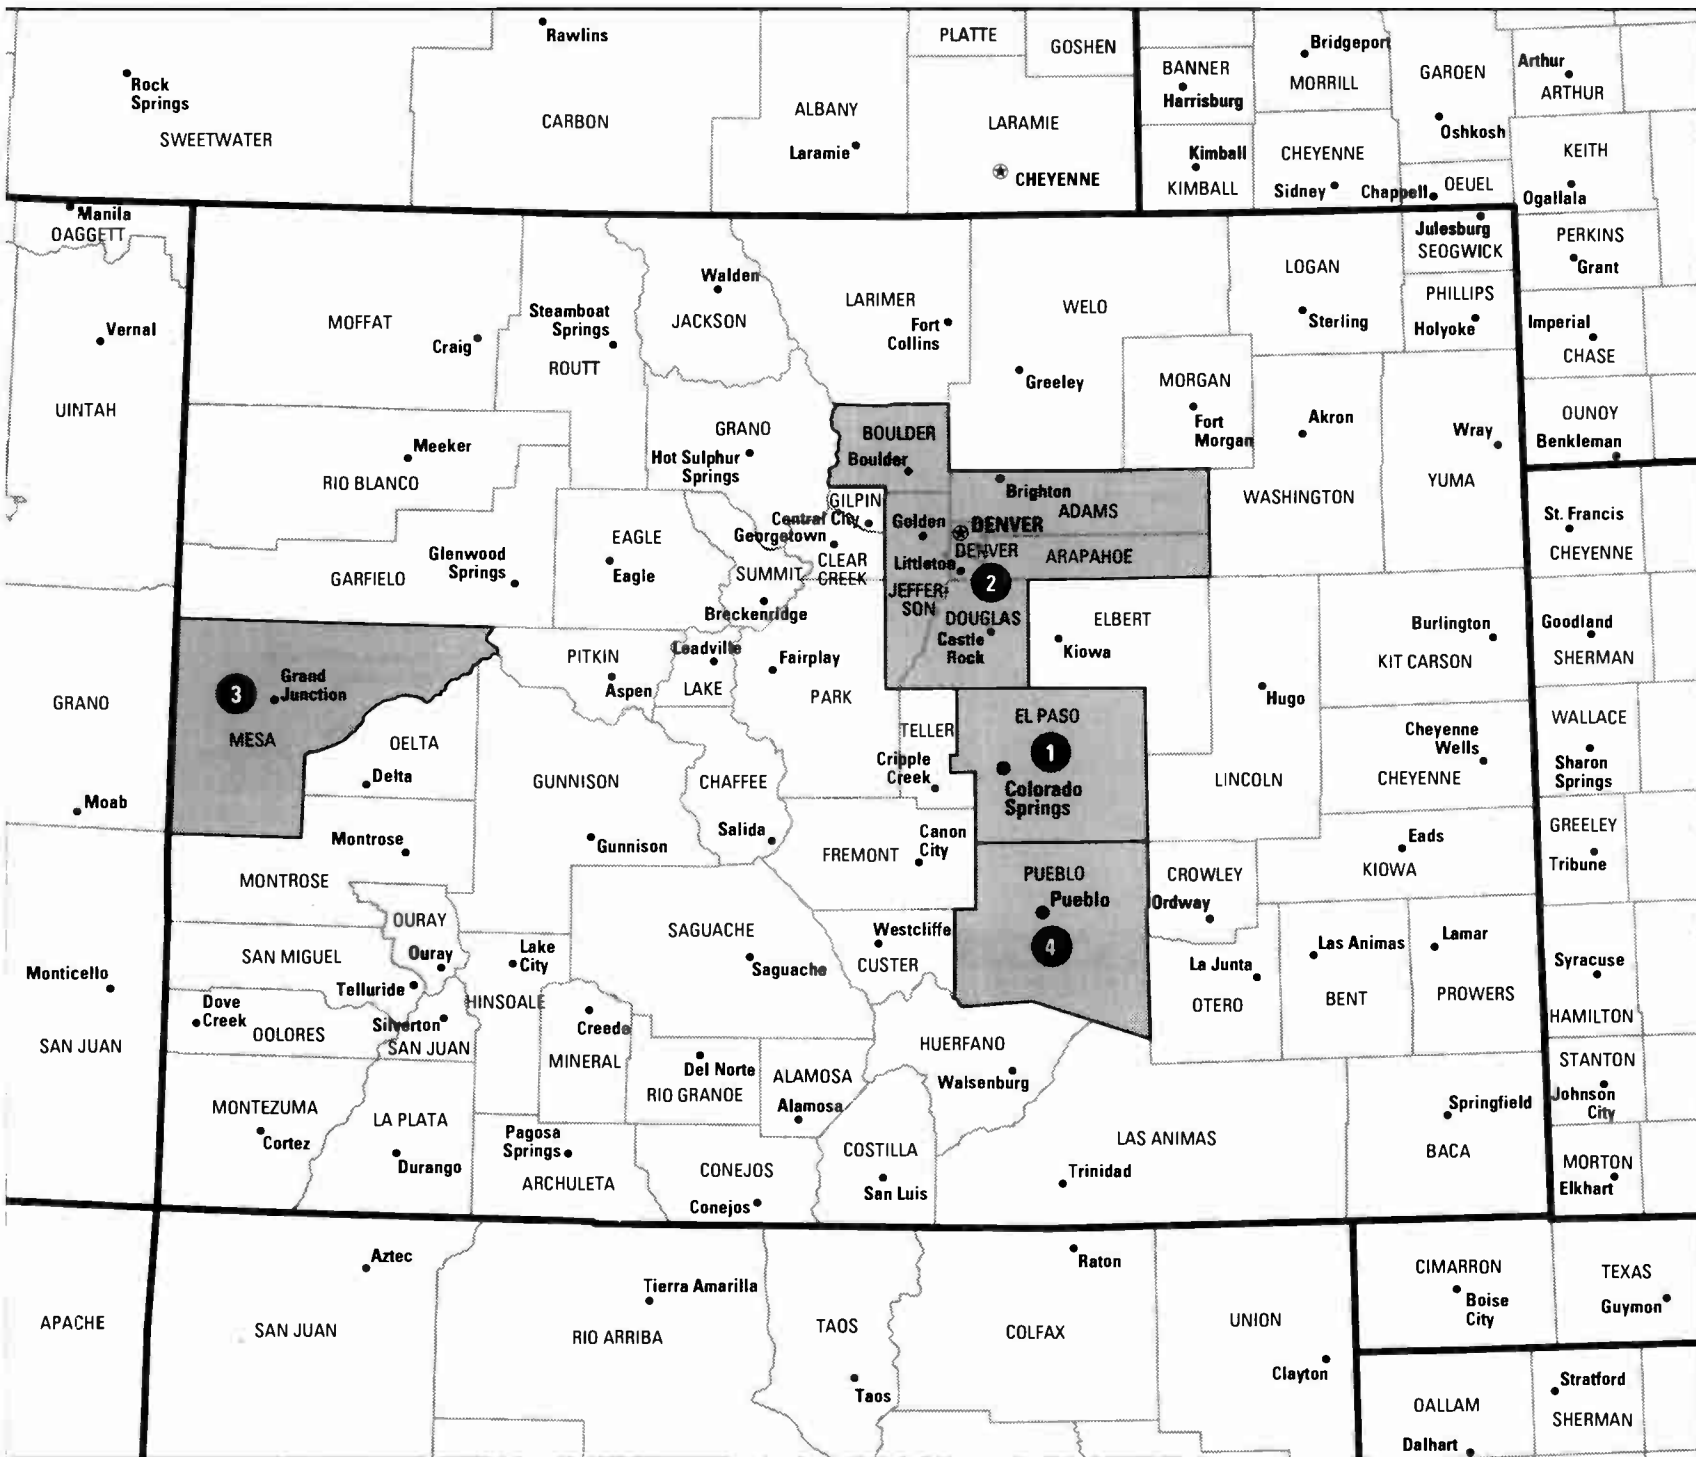 Rawlins
PLATTE
GOSHEN
Bridgeport
Rock
Springs
SWEETWATER
CARBON
ALBANY
Laramie
LARAMIE
CHEYENNE
BANNER
Harrisburg
MORRILL
GAROEN
Arthur
ARTHUR
Oshkosh
Kimball
KIMBALL
CHEYENNE
Sidney
Chappell
OEUEL
KEITH
Ogallala
Manila
OAGGETT
Julesburg
SEOGWICK
PERKINS
Grant
Vernal
UINTAH
MOFFAT
Craig
Steamboat
Springs
ROUTT
Walden
JACKSON
LARIMER
Fort
Collins
WELO
Greeley
LOGAN
Sterling
PHILLIPS
Holyoke
Imperial
CHASE
MORGAN
Fort
Morgan
Akron
WASHINGTON
Wray
YUMA
OUNOY
Benkleman
Meeker
RIO BLANCO
GRANO
Hot Sulphur
Springs
BOULDER
Boulder
Brighton
ADAMS
GILPIN
Central City
Georgetown
CLEAR
CREEK
Golden
DENVER
DENVER
ARAPAHOE
Littleton
2
JEFFER-
SON
DOUGLAS
Castle
Rock
St. Francis
CHEYENNE
GARFIELO
Glenwood
Springs
EAGLE
Eagle
SUMMIT
Breckenridge
ELBERT
Kiowa
Burlington
KIT CARSON
Goodland
SHERMAN
GRANO
Moab
3
Grand
Junction
MESA
PITKIN
Aspen
Leadville
LAKE
Fairplay
PARK
Hugo
LINCOLN
OELTA
Delta
GUNNISON
Gunnison
CHAFFEE
Salida
TELLER
Cripple
Creek
EL PASO
1
Colorado
Springs
Cheyenne
Wells
CHEYENNE
WALLACE
Sharon
Springs
Montrose
MONTROSE
FREMONT
Canon
City
PUEBLO
Pueblo
4
CROWLEY
Ordway
Eads
KIOWA
GREELEY
Tribune
OURAY
Ouray
SAN MIGUEL
Telluride
Lake
City
HINSOALE
SAGUACHE
Saguache
Westcliffe
CUSTER
La Junta
OTERO
Las Animas
BENT
Lamar
PROWERS
Syracuse
HAMILTON
Monticello
SAN JUAN
Dove
Creek
DOLORES
Silverton
SAN JUAN
Creede
MINERAL
Del Norte
RIO GRANOE
ALAMOSA
Alamosa
HUERFANO
Walsenburg
STANTON
Johnson
City
MONTEZUMA
Cortez
LA PLATA
Durango
Pagosa
Springs
ARCHULETA
CONEJOS
Conejos
COSTILLA
San Luis
LAS ANIMAS
Trinidad
Springfield
BACA
MORTON
Elkhart
APACHE
Aztec
SAN JUAN
Tierra Amarilla
RIO ARRIBA
TAOS
Taos
Raton
COLFAX
UNION
Clayton
CIMARRON
Boise
City
TEXAS
Guymon
OALLAM
Dalhart
Stratford
SHERMAN